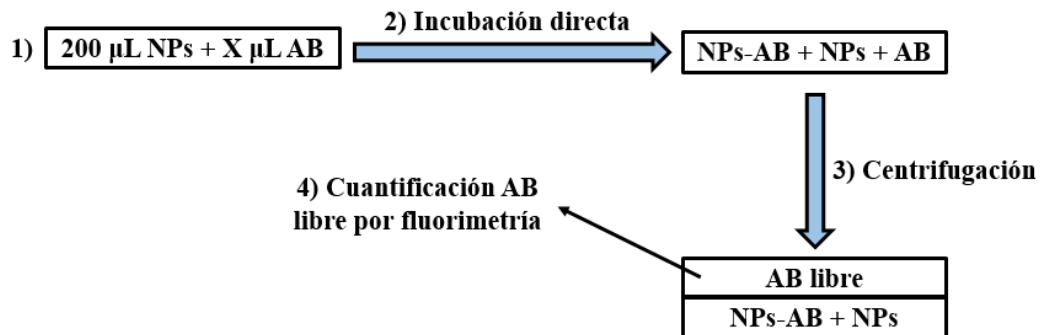 1) 200 µL NPs + X µL AB
2) Incubación directa
NPs-AB + NPs + AB
3) Centrifugación
4) Cuantificación AB
libre por fluorimetría
AB libre
NPs-AB + NPs